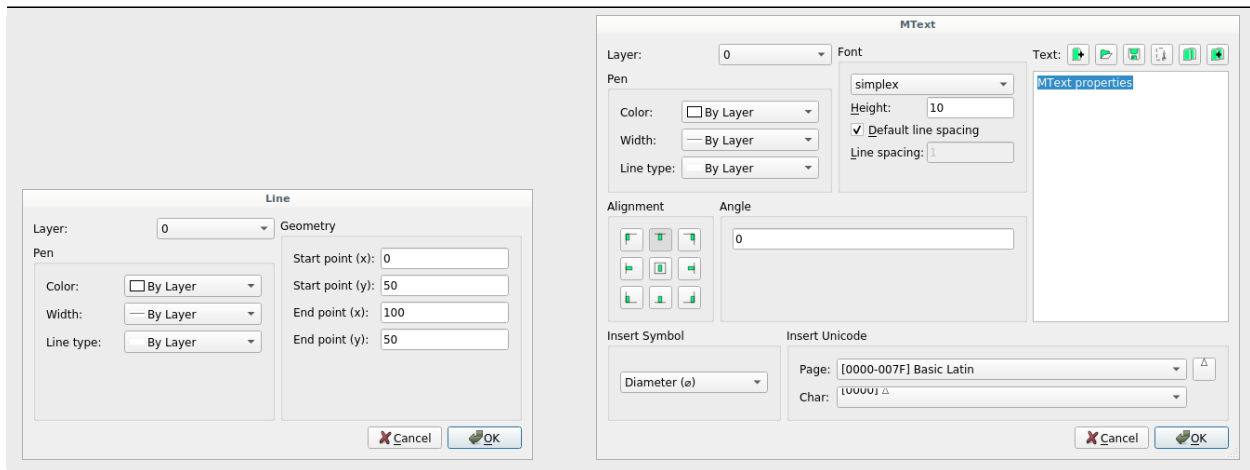 Line
Layer: 0
Pen
Color: By Layer
Width: By Layer
Line type: By Layer
Geometry
Start point (x): 0
Start point (y): 50
End point (x): 100
End point (y): 50
Cancel OK
MText
Layer: 0
Pen
Color: By Layer
Width: By Layer
Line type: By Layer
Font
simplex
Height: 10
Default line spacing
Line spacing: 1
Text:
MText properties
Alignment
Angle
0
Insert Symbol
Diameter (ø)
Insert Unicode
Page: [0000-007F] Basic Latin
Char: [0000]
Cancel OK